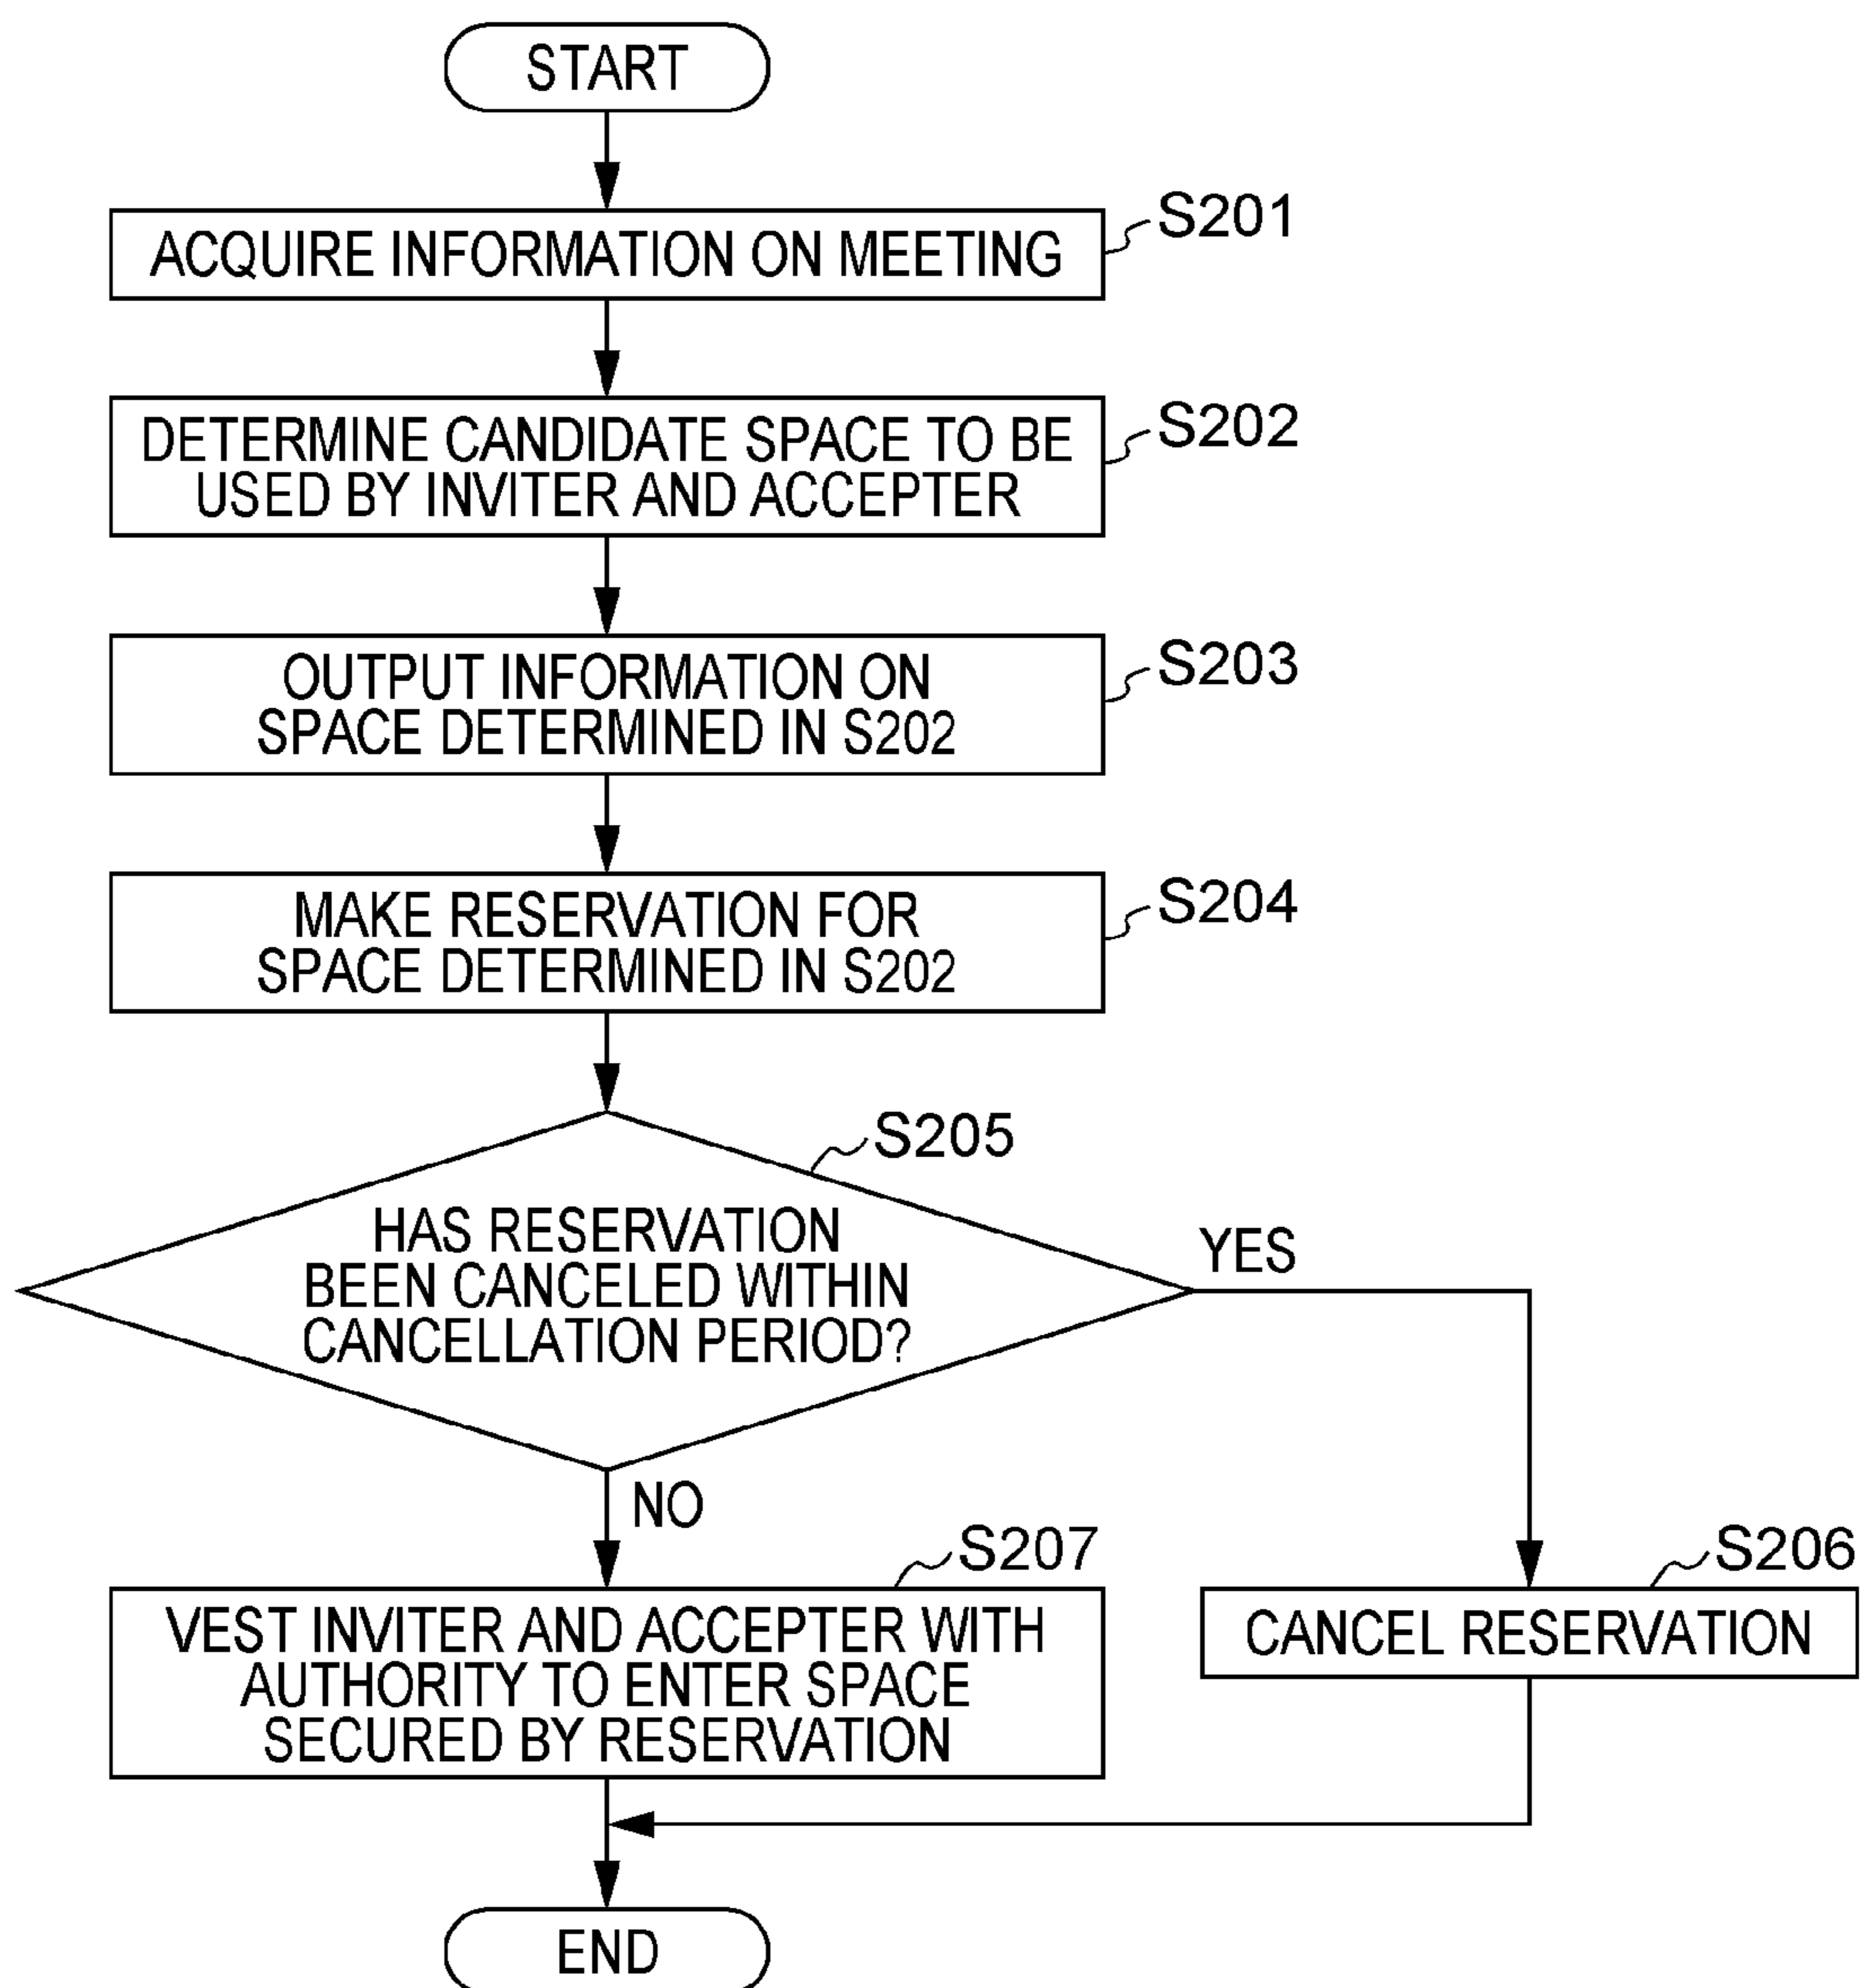 START
S201
ACQUIRE INFORMATION ON MEETING
S202
DETERMINE CANDIDATE SPACE TO BE
USED BY INVITER AND ACCEPTER
S203
OUTPUT INFORMATION ON
SPACE DETERMINED IN S202
S204
MAKE RESERVATION FOR
SPACE DETERMINED IN S202
S205
HAS RESERVATION
BEEN CANCELED WITHIN
CANCELLATION PERIOD?
YES
NO
S207
VEST INVITER AND ACCEPTER WITH
AUTHORITY TO ENTER SPACE
SECURED BY RESERVATION
S206
CANCEL RESERVATION
END